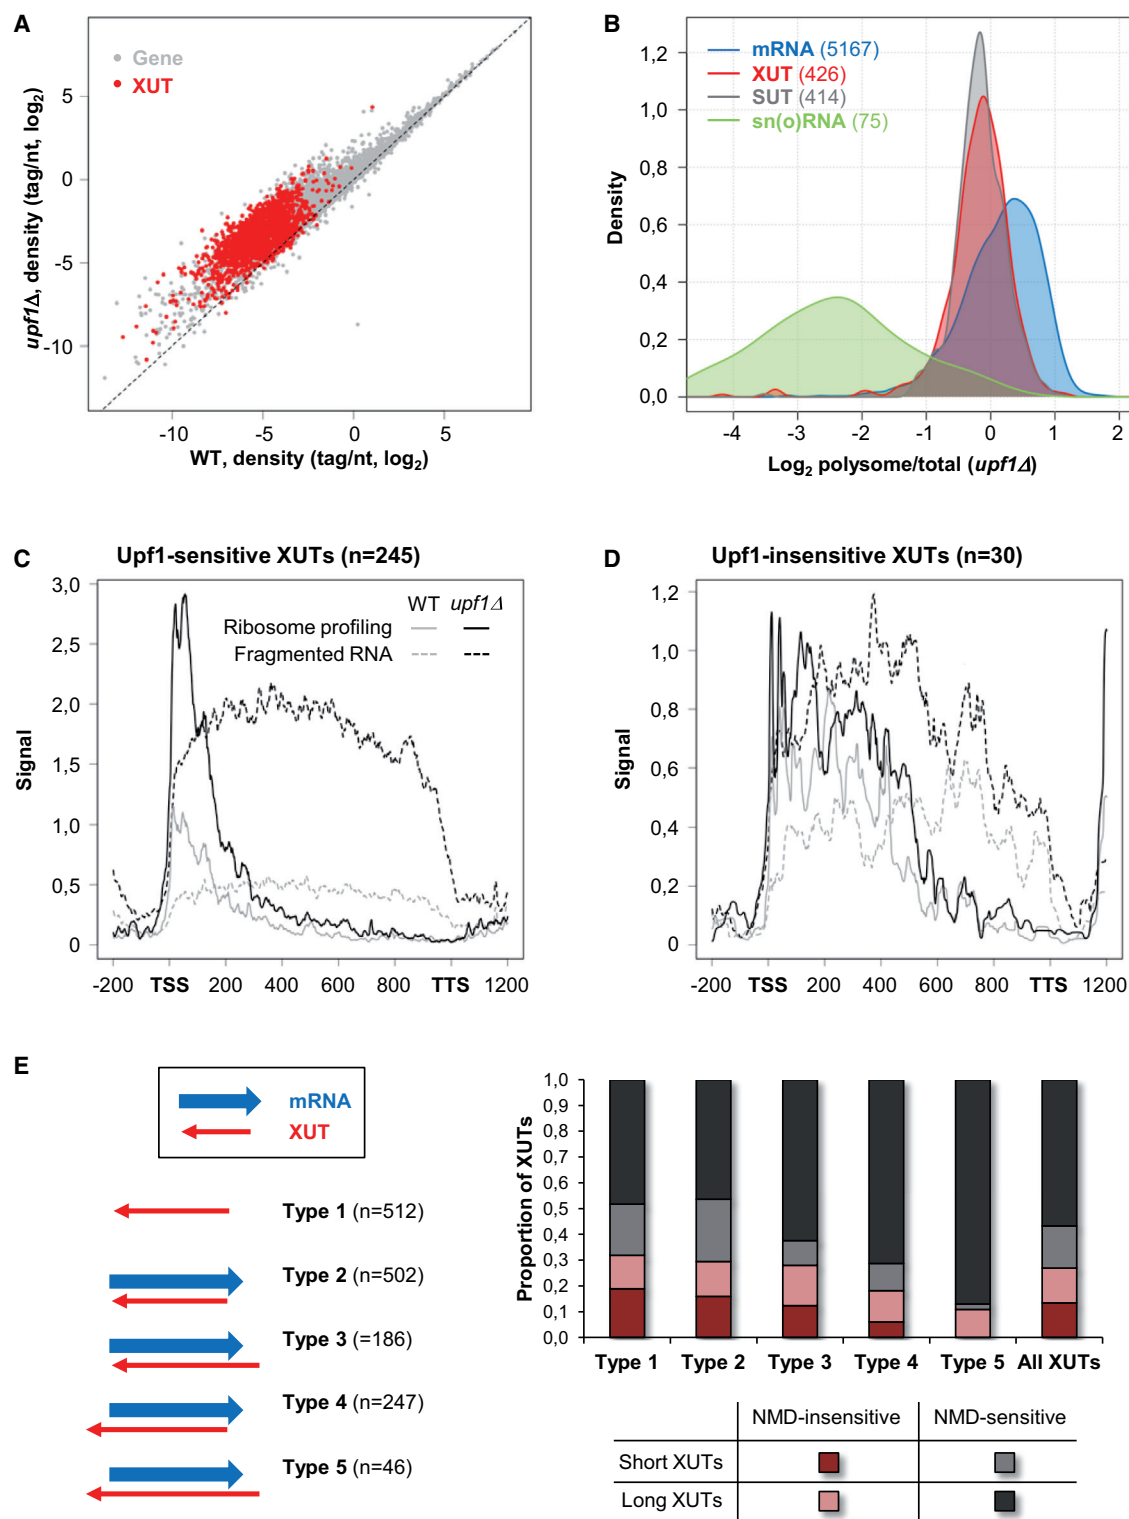 A
Gene
XUT
5
0
-5
-10
upf1Δ, density (tag/nt, log2)
-10 -5 0 5
WT, density (tag/nt, log2)
B
mRNA (5167)
XUT (426)
SUT (414)
sn(o)RNA (75)
1,2
1,0
1,8
0,6
0,4
0,2
0,0
Density
-4 -3 -2 -1 0 1 2
Log2 polysome/total (upf1Δ)
C
Upf1-sensitive XUTs (n=245)
WT upf1Δ
Ribosome profiling
Fragmented RNA
3,0
2,5
2,0
1,5
1,0
0,5
0
Signal
-200 TSS 200 400 600 800 TTS 1200
D
Upf1-insensitive XUTs (n=30)
1,2
1,0
0,8
0,6
0,4
0,2
0
Signal
-200 TSS 200 400 600 800 TTS 1200
E
mRNA
XUT
Type 1 (n=512)
Type 2 (n=502)
Type 3 (=186)
Type 4 (n=247)
Type 5 (n=46)
1,0
0,9
0,8
0,7
0,6
0,5
0,4
0,3
0,2
0,1
0,0
Proportion of XUTs
Type 1 Type 2 Type 3 Type 4 Type 5 All XUTs
NMD-insensitive NMD-sensitive
Short XUTs
Long XUTs